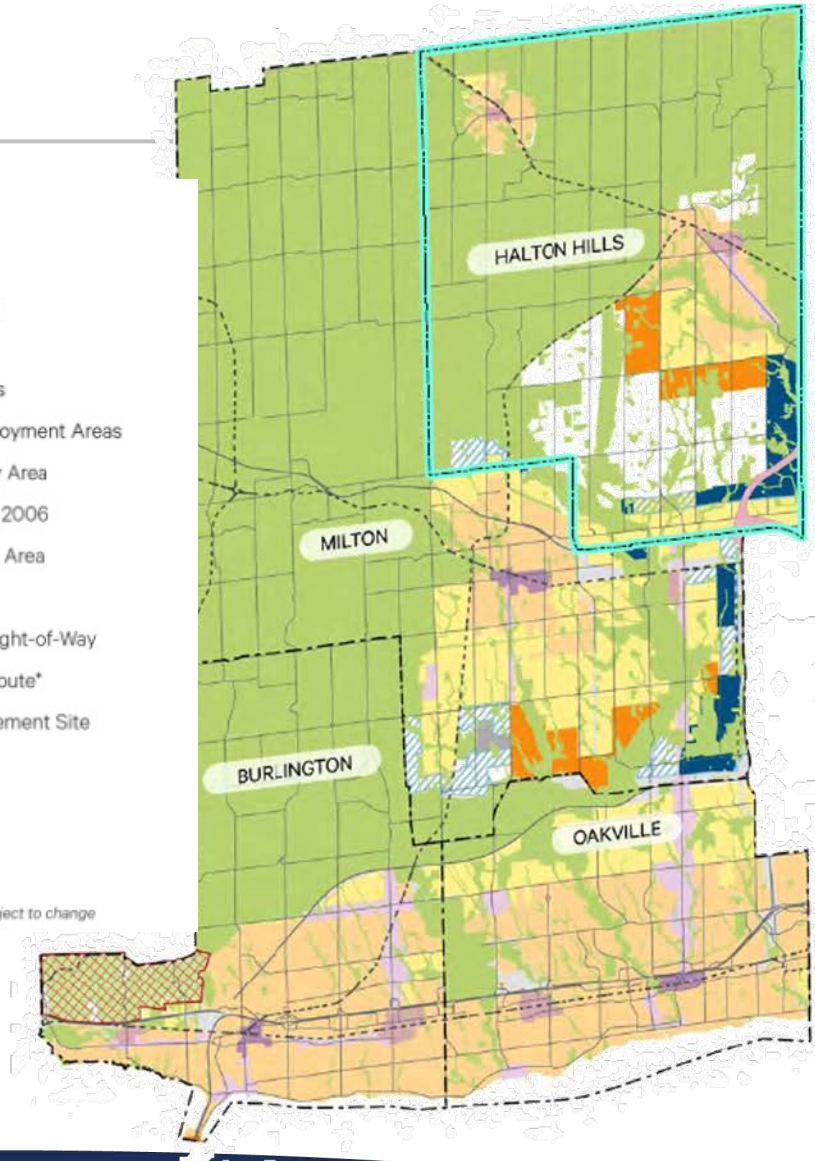 s
oyment Areas
Area
2006
Area
ght-of-Way
oute*
ement Site
ject to change
HALTON HILLS
MILTON
BURLINGTON
OAKVILLE